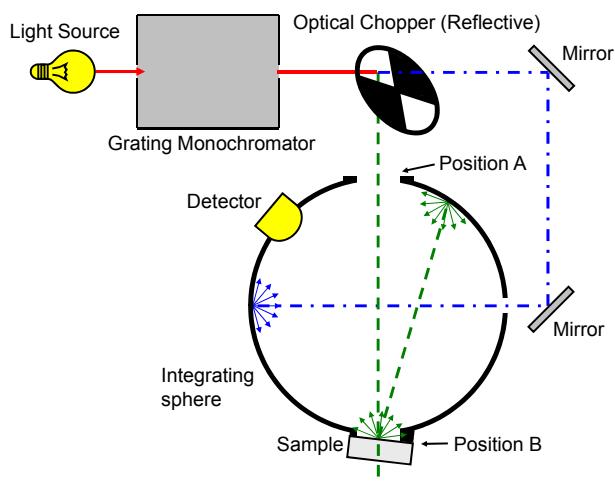 Optical Chopper (Reflective)
Light Source
Mirror
Grating Monochromator
Position A
Detector
Mirror
Integrating
sphere
Sample
Position B